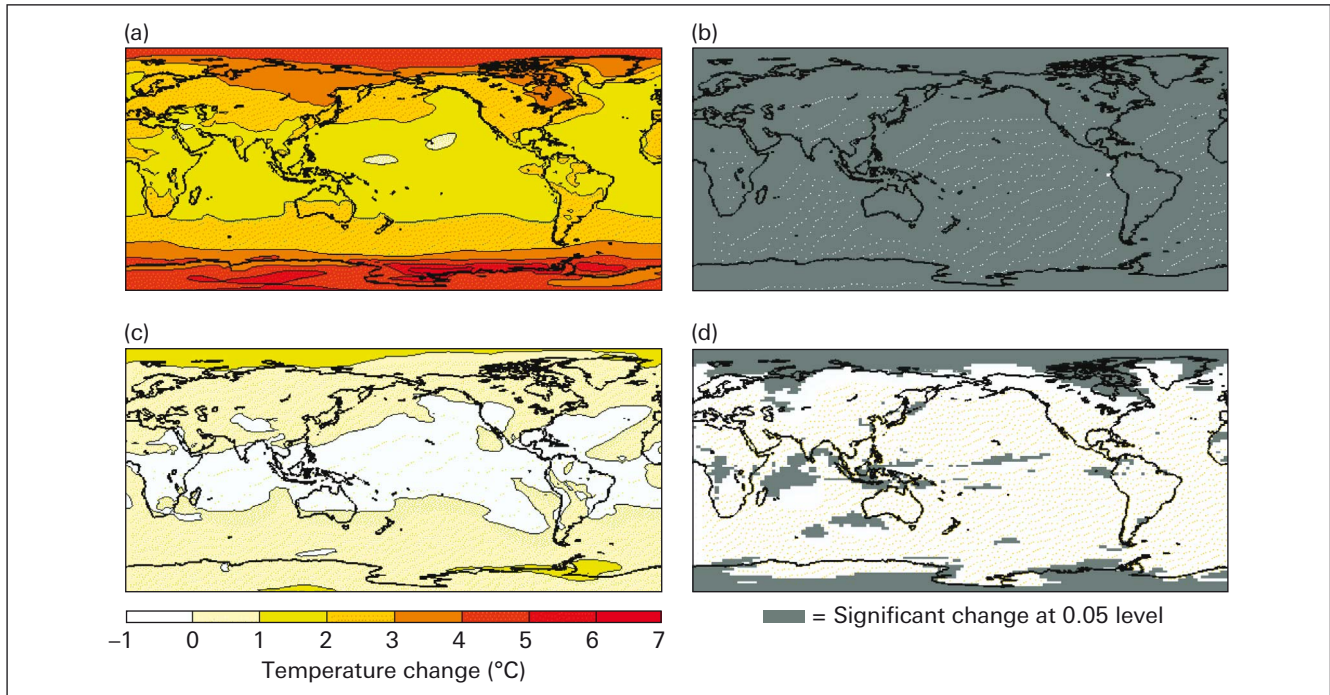 (a)
(b)
(c)
(d)
−1 0 1 2 3 4 5 6 7
Temperature change (°C)
= Significant change at 0.05 level